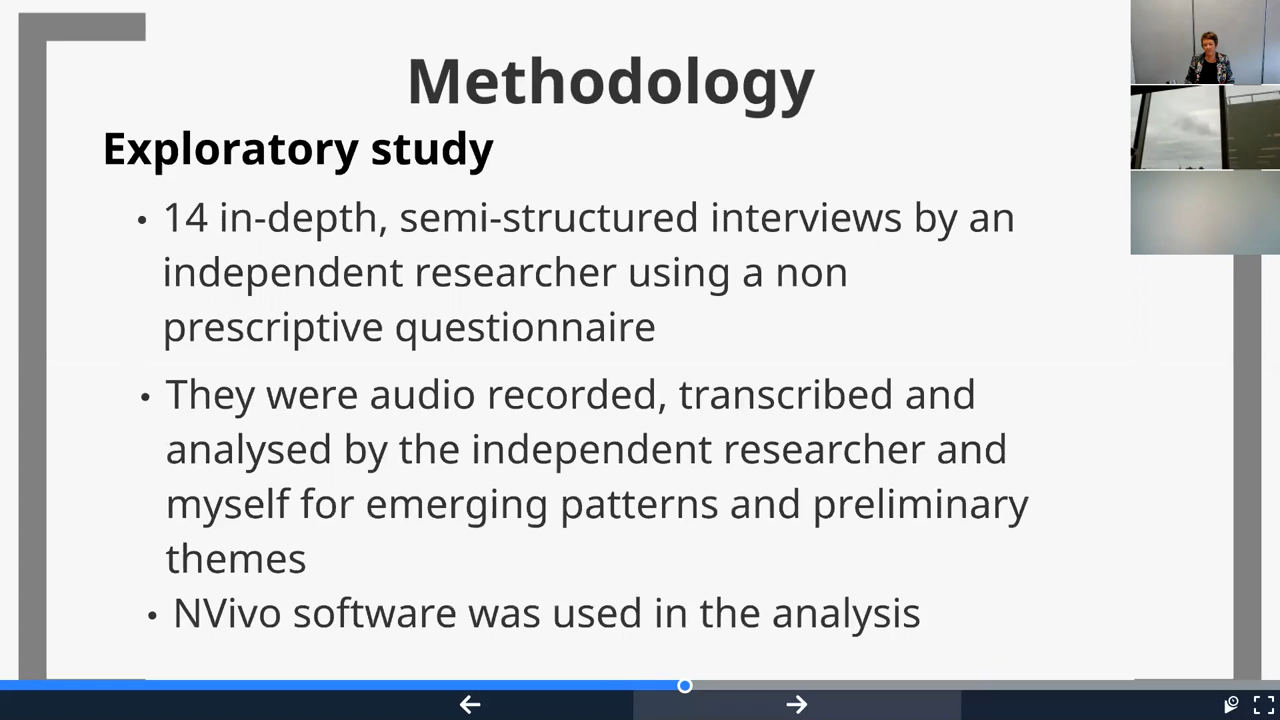 Methodology
Exploratory study
• 14 in-depth, semi-structured interviews by an
independent researcher using a non
prescriptive questionnaire
• They were audio recorded, transcribed and
analysed by the independent researcher and
myself for emerging patterns and preliminary
themes
• NVivo software was used in the analysis